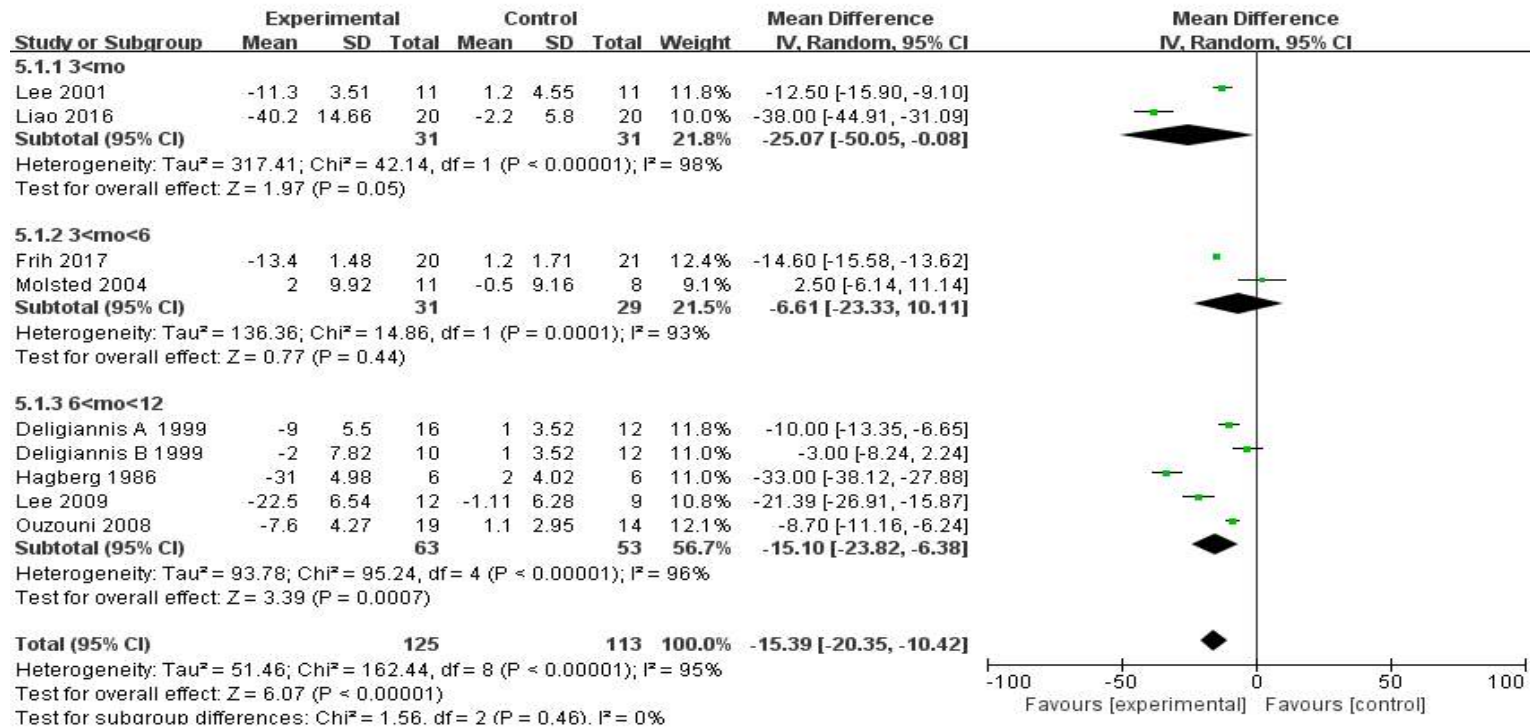 Experimental Control Mean Difference Mean Difference
Study or Subgroup Mean SD Total Mean SD Total Weight IV, Random, 95% CI IV, Random, 95% CI
5.1.1 3<mo
Lee 2001 -11.3 3.51 11 1.2 4.55 11 11.8% -12.50 [-15.90, -9.10]
Liao 2016 -40.2 14.66 20 -2.2 5.8 20 10.0% -38.00 [-44.91, -31.09]
Subtotal (95% CI) 31 31 21.8% -25.07 [-50.05, -0.08]
Heterogeneity: Tau² = 317.41; Chi² = 42.14, df = 1 (P < 0.00001); I² = 98%
Test for overall effect: Z = 1.97 (P = 0.05)
5.1.2 3<mo<6
Frih 2017 -13.4 1.48 20 1.2 1.71 21 12.4% -14.60 [-15.58, -13.62]
Molsted 2004 2 9.92 11 -0.5 9.16 8 9.1% 2.50 [-6.14, 11.14]
Subtotal (95% CI) 31 29 21.5% -6.61 [-23.33, 10.11]
Heterogeneity: Tau² = 136.36; Chi² = 14.86, df = 1 (P = 0.0001); I² = 93%
Test for overall effect: Z = 0.77 (P = 0.44)
5.1.3 6<mo<12
Deligiannis A 1999 -9 5.5 16 1 3.52 12 11.8% -10.00 [-13.35, -6.65]
Deligiannis B 1999 -2 7.82 10 1 3.52 12 11.0% -3.00 [-8.24, 2.24]
Hagberg 1986 -31 4.98 6 2 4.02 6 11.0% -33.00 [-38.12, -27.88]
Lee 2009 -22.5 6.54 12 -1.11 6.28 9 10.8% -21.39 [-26.91, -15.87]
Ouzouni 2008 -7.6 4.27 19 1.1 2.95 14 12.1% -8.70 [-11.16, -6.24]
Subtotal (95% CI) 63 53 56.7% -15.10 [-23.82, -6.38]
Heterogeneity: Tau² = 93.78; Chi² = 95.24, df = 4 (P < 0.00001); I² = 96%
Test for overall effect: Z = 3.39 (P = 0.0007)
Total (95% CI) 125 113 100.0% -15.39 [-20.35, -10.42]
Heterogeneity: Tau² = 51.46; Chi² = 162.44, df = 8 (P < 0.00001); I² = 95%
Test for overall effect: Z = 6.07 (P < 0.00001)
Test for subgroup differences: Chi² = 1.56, df = 2 (P = 0.46), I² = 0%
-100 -50 0 50 100
Favours [experimental] Favours [control]